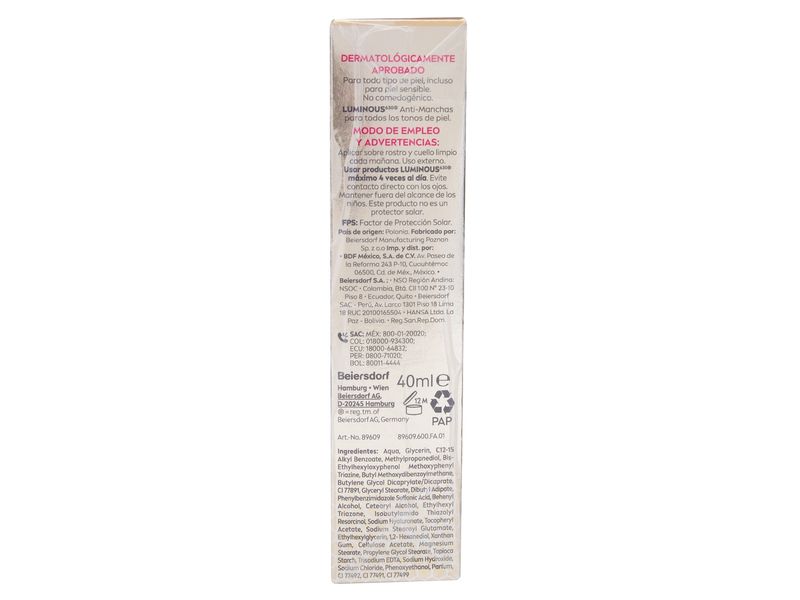 DERMATOLÓGICAMENTE
APROBADO
Para todo tipo de piel, incluso
para piel sensible.
No comedogénico.
LUMINOUS630® Anti-Manchas
para todos los tonos de piel.
MODO DE EMPLEO
Y ADVERTENCIAS:
Aplicar sobre rostro y cuello limpio
cada mañana. Uso externo.
Usar productos LUMINOUS630®
máximo 4 veces al día. Evite
contacto directo con los ojos.
Mantener fuera del alcance de los
niños. Este producto no es un
protector solar.
FPS: Factor de Protección Solar.
País de origen: Polonia. Fabricado por:
Beiersdorf Manufacturing Poznan
Sp. z o.o Imp. y dist. por:
• BDF México, S.A. de C.V. Av. Paseo de
la Reforma 243 P-10, Cuauhtémoc
06500, Cd. de Méx., México. •
Beiersdorf S.A.: • NSO Región Andina:
NSOC • Colombia, Btá. Cll 100 N° 23-10
Piso 8 • Ecuador, Quito • Beiersdorf
SAC - Perú, Av. Larco 1301 Piso 18 Lima
18 RUC 20100165504 • HANSA Ltda. La
Paz - Bolivia. • Reg.San.Rep.Dom.
SAC: MÉX: 800-01-20020;
COL: 018000-934300;
ECU: 18000-64832;
PER: 0800-71020;
BOL: 80011-4444
Beiersdorf
Hamburg • Wien
Beiersdorf AG,
D-20245 Hamburg
® = reg. tm. of
Beiersdorf AG, Germany
40ml e
12 M
PAP
Art.-No. 89609 89609.600.FA.01
Ingredientes: Aqua, Glycerin, C12-15
Alkyl Benzoate, Methylpropanediol, Bis-
Ethylhexyloxyphenol Methoxyphenyl
Triazine, Butyl Methoxydibenzoylmethane,
Butylene Glycol Dicaprylate/Dicaprate,
CI 77891, Glyceryl Stearate, Dibutyl Adipate,
Phenylbenzimidazole Sulfonic Acid, Behenyl
Alcohol, Cetearyl Alcohol, Ethylhexyl
Triazone, Isobutylamido Thiazolyl
Resorcinol, Sodium Hyaluronate, Tocopheryl
Acetate, Sodium Stearoyl Glutamate,
Ethylhexylglycerin, 1,2- Hexanediol, Xanthan
Gum, Cellulose Acetate, Magnesium
Stearate, Propylene Glycol Stearate, Tapioca
Starch, Trisodium EDTA, Sodium Hydroxide,
Sodium Chloride, Phenoxyethanol, Parfum,
CI 77492, CI 77491, CI 77499